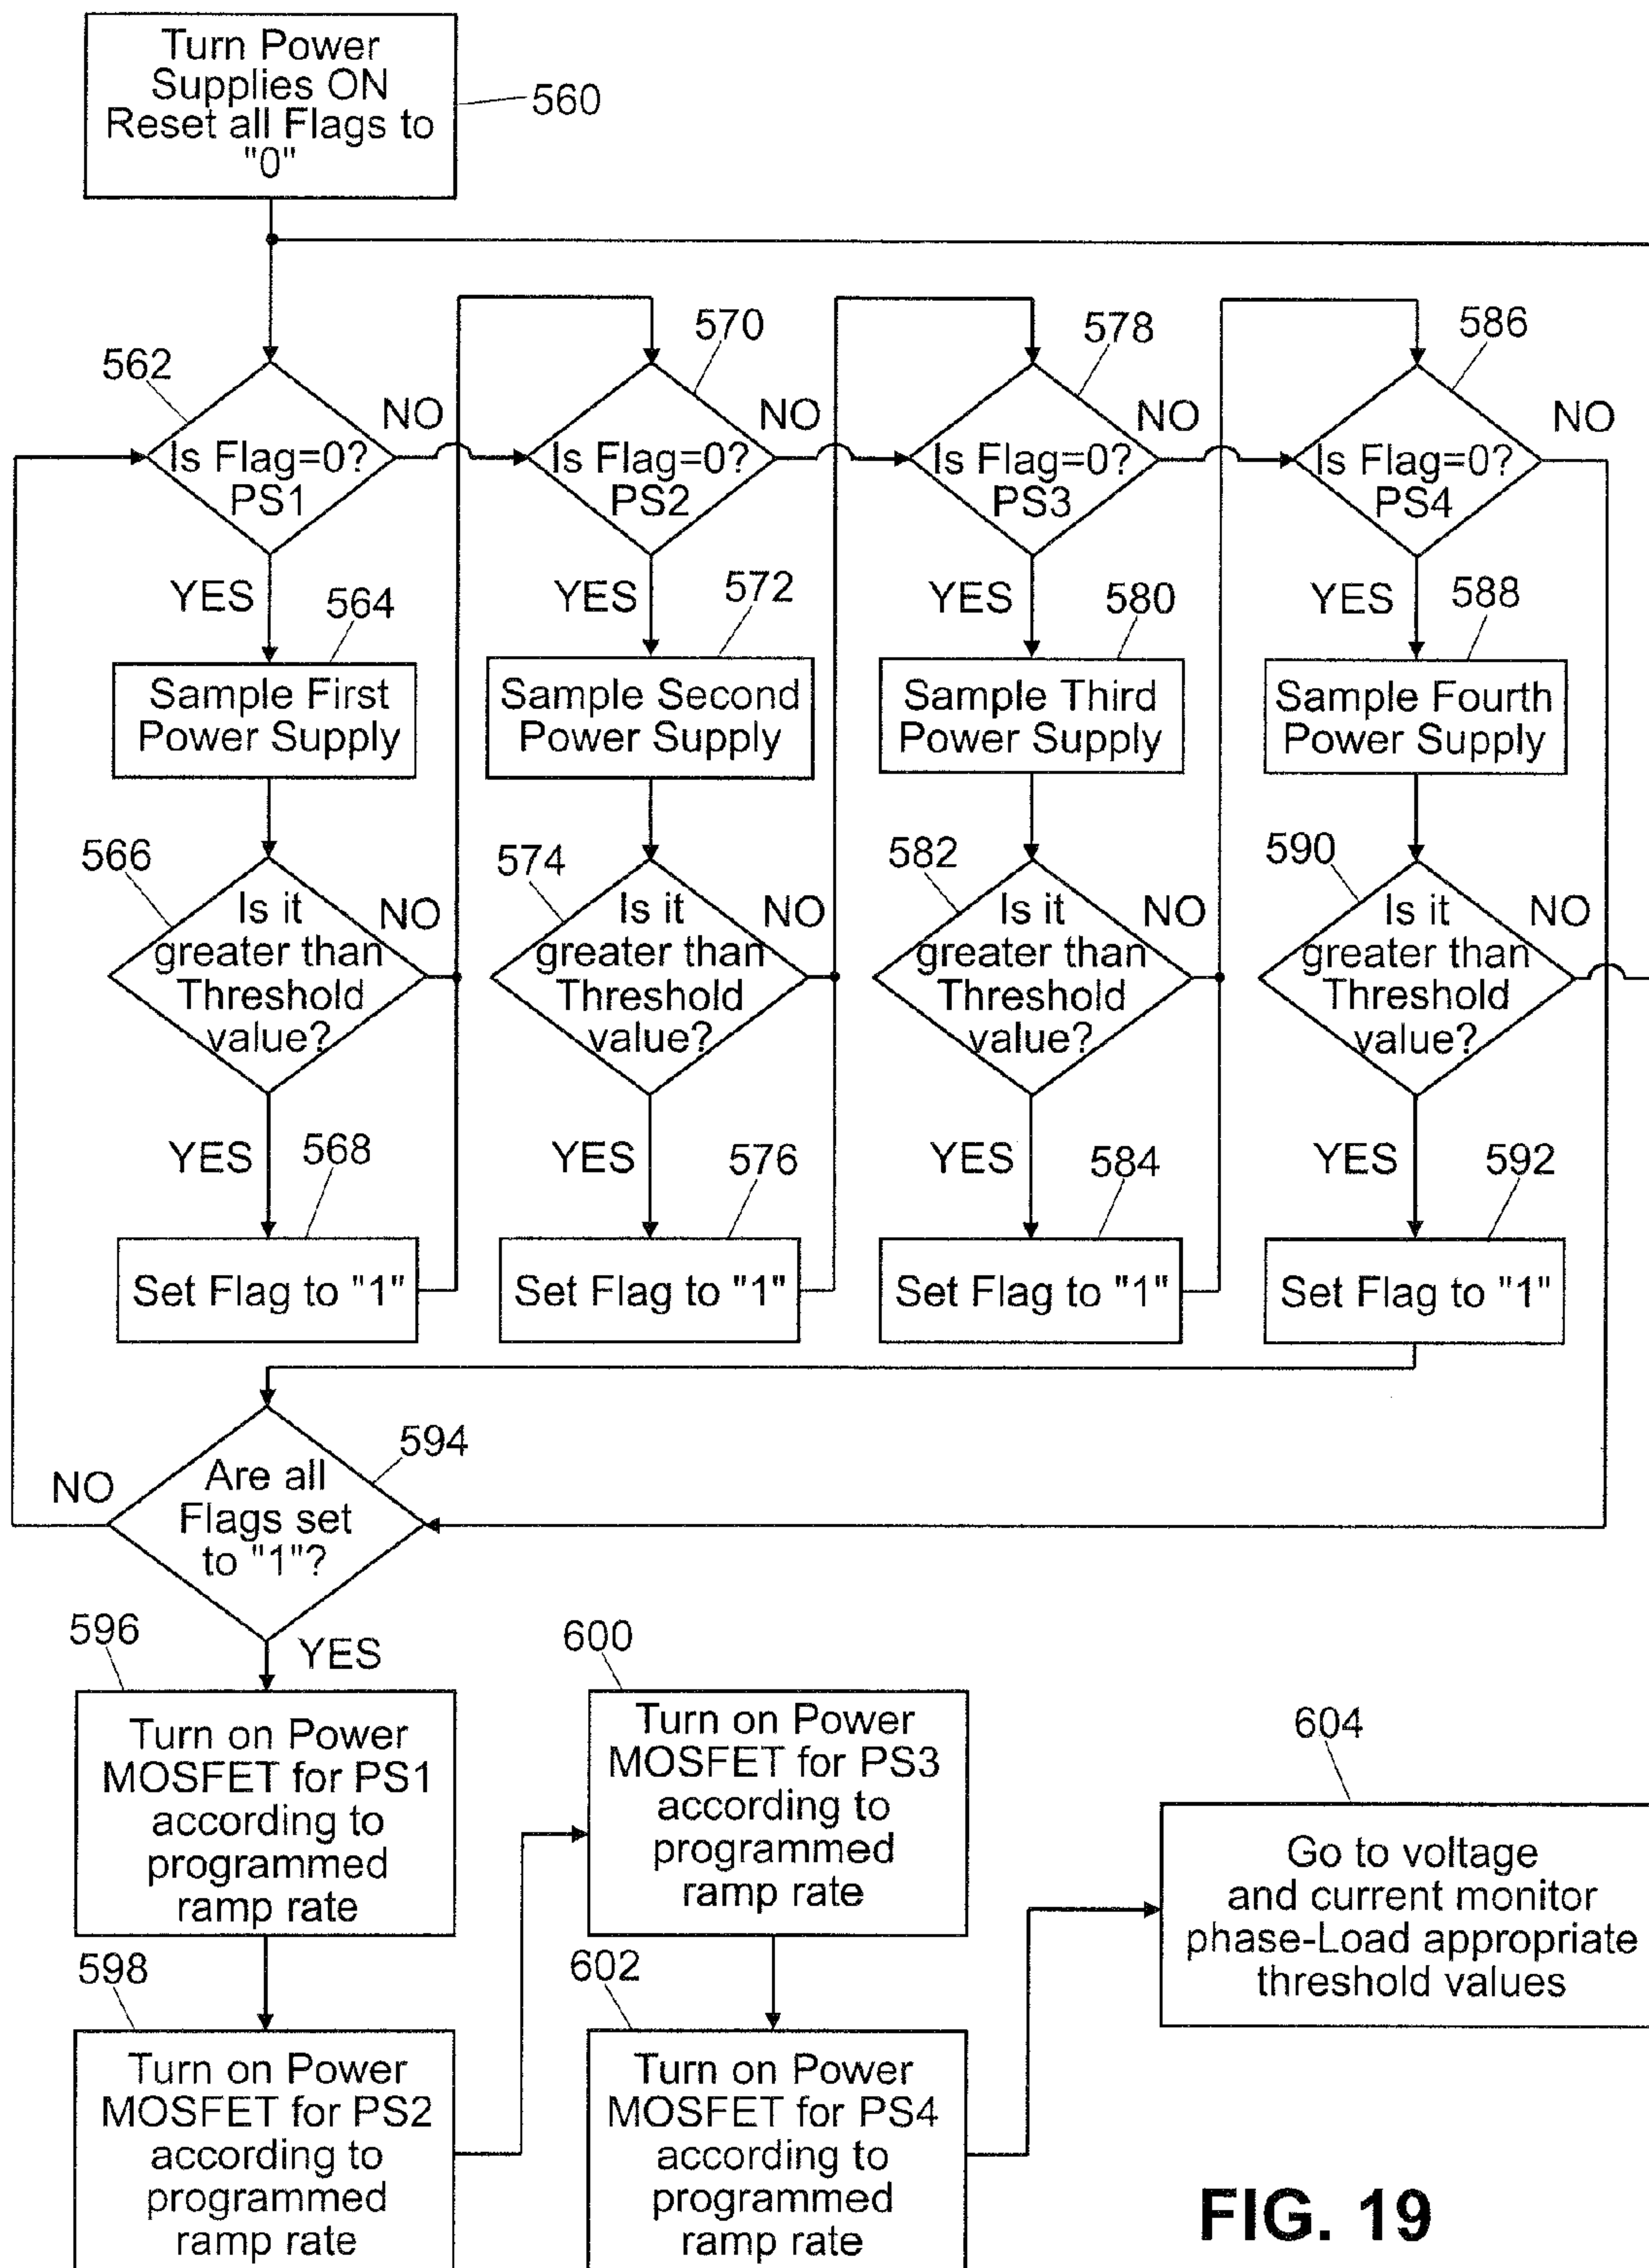 Turn Power
Supplies ON
Reset all Flags to
"0"
560
562
570
578
586
NO
NO
NO
NO
Is Flag=0?
PS1
Is Flag=0?
PS2
Is Flag=0?
PS3
Is Flag=0?
PS4
YES
564
YES
572
YES
580
YES
588
Sample First
Power Supply
Sample Second
Power Supply
Sample Third
Power Supply
Sample Fourth
Power Supply
566
574
582
590
Is it
greater than
Threshold
value?
NO
Is it
greater than
Threshold
value?
NO
Is it
greater than
Threshold
value?
NO
Is it
greater than
Threshold
value?
NO
YES
568
YES
576
YES
584
YES
592
Set Flag to "1"
Set Flag to "1"
Set Flag to "1"
Set Flag to "1"
594
NO
Are all
Flags set
to "1"?
YES
596
Turn on Power
MOSFET for PS1
according to
programmed
ramp rate
598
Turn on Power
MOSFET for PS2
according to
programmed
ramp rate
600
Turn on Power
MOSFET for PS3
according to
programmed
ramp rate
602
Turn on Power
MOSFET for PS4
according to
programmed
ramp rate
604
Go to voltage
and current monitor
phase-Load appropriate
threshold values
FIG. 19